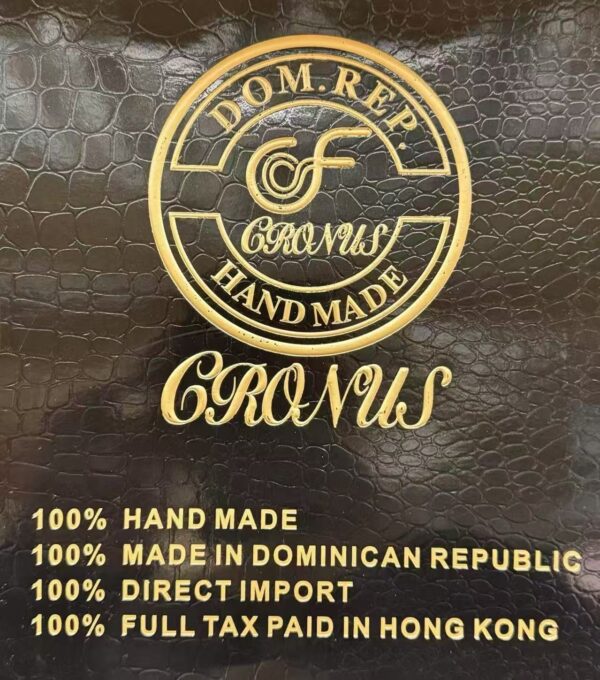 DOM. REP.
CF
CRONUS
HAND MADE
CRONUS
100% HAND MADE
100% MADE IN DOMINICAN REPUBLIC
100% DIRECT IMPORT
100% FULL TAX PAID IN HONG KONG